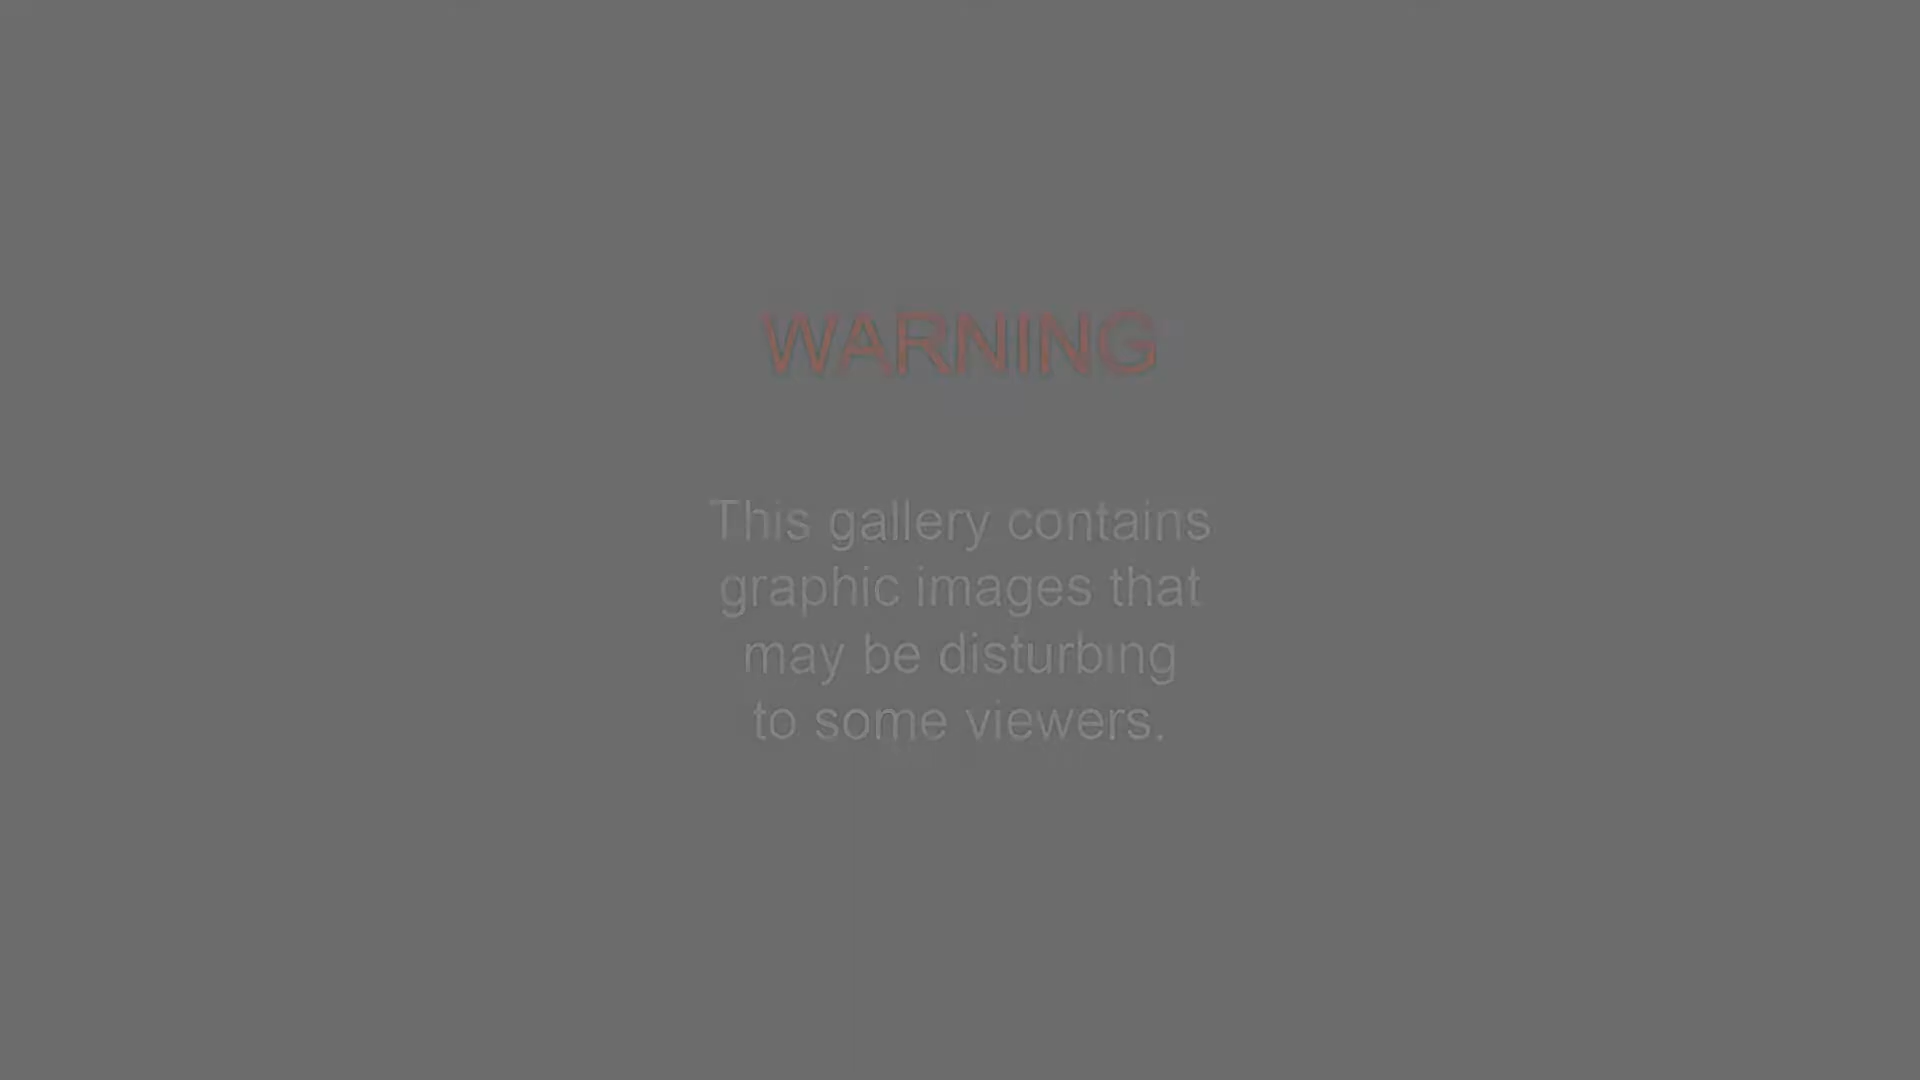 WARNING
This gallery contains
graphic images that
may be disturbing
to some viewers.